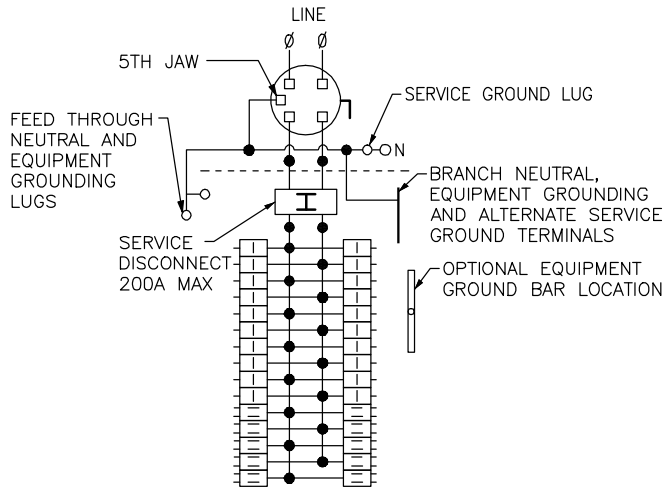 LINE
Ø Ø
5TH JAW
SERVICE GROUND LUG
FEED THROUGH
NEUTRAL AND
EQUIPMENT
GROUNDING
LUGS
N
BRANCH NEUTRAL,
EQUIPMENT GROUNDING
AND ALTERNATE SERVICE
GROUND TERMINALS
SERVICE
DISCONNECT
200A MAX
OPTIONAL EQUIPMENT
GROUND BAR LOCATION